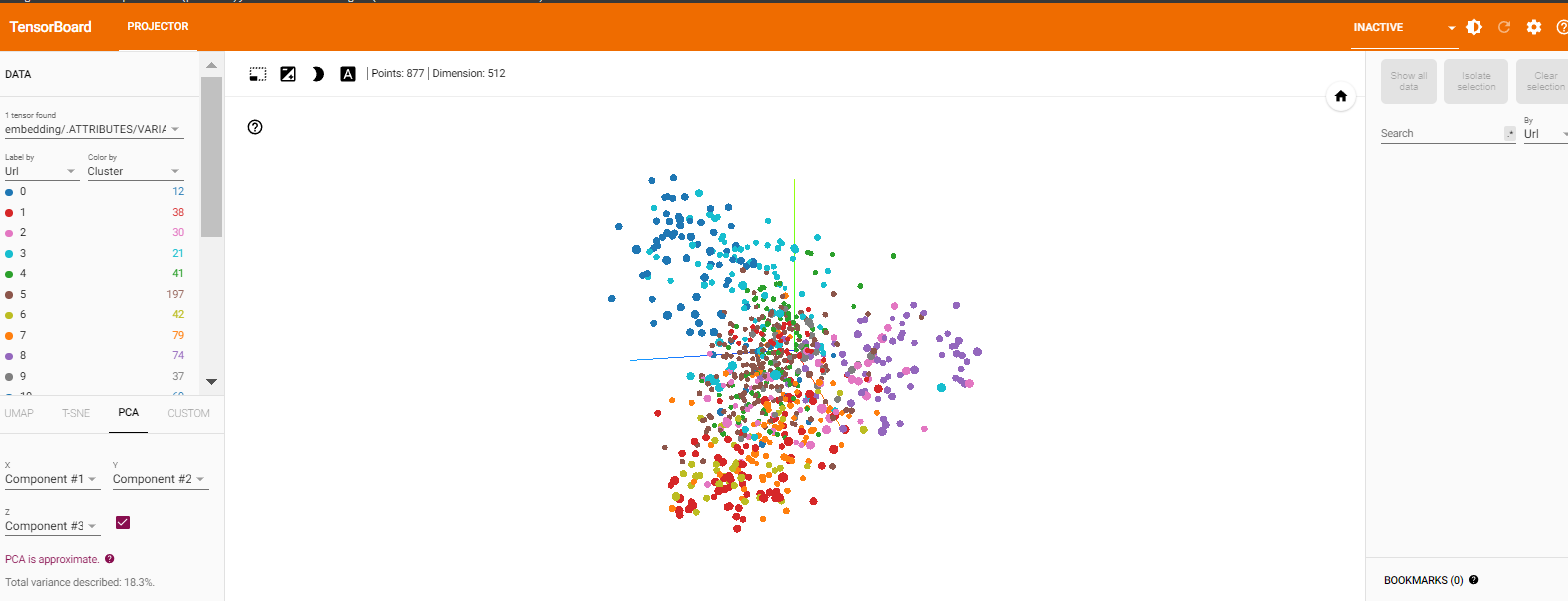 TensorBoard PROJECTOR INACTIVE
DATA
Points: 877 Dimension: 512
Show all data
Isolate selection
Clear selection
1 tensor found
embedding/.ATTRIBUTES/VARIA
Search .* By Url
Label by Color by
Url Cluster
0 12
1 38
2 30
3 21
4 41
5 197
6 42
7 79
8 74
9 37
UMAP T-SNE PCA CUSTOM
X Y
Component #1 Component #2
Z
Component #3
PCA is approximate.
Total variance described: 18.3%.
BOOKMARKS (0)